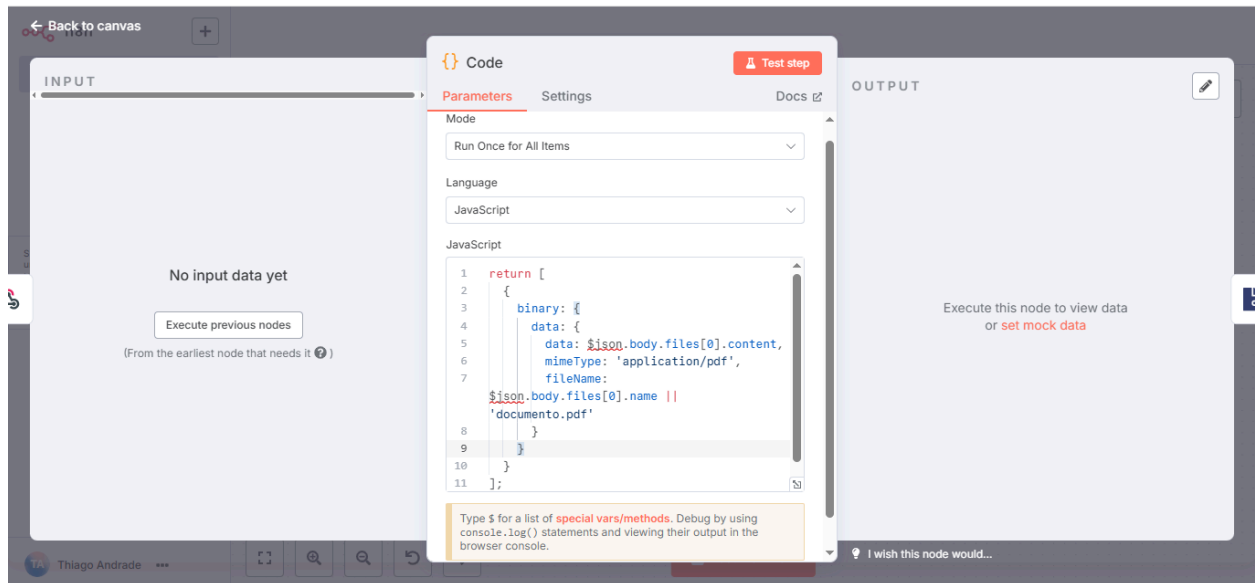 Back to canvas
n8n
INPUT
No input data yet
Execute previous nodes
(From the earliest node that needs it ? )
{} Code
Test step
Parameters
Settings
Docs
Mode
Run Once for All Items
Language
JavaScript
JavaScript
1 return [
2 {
3 binary: {
4 data: {
5 data: $json.body.files[0].content,
6 mimeType: 'application/pdf',
7 fileName:
$json.body.files[0].name ||
'documento.pdf'
8 }
9 }
10 }
11 ];
Type $ for a list of special vars/methods. Debug by using
console.log() statements and viewing their output in the
browser console.
OUTPUT
Execute this node to view data
or set mock data
I wish this node would...
TA
Thiago Andrade